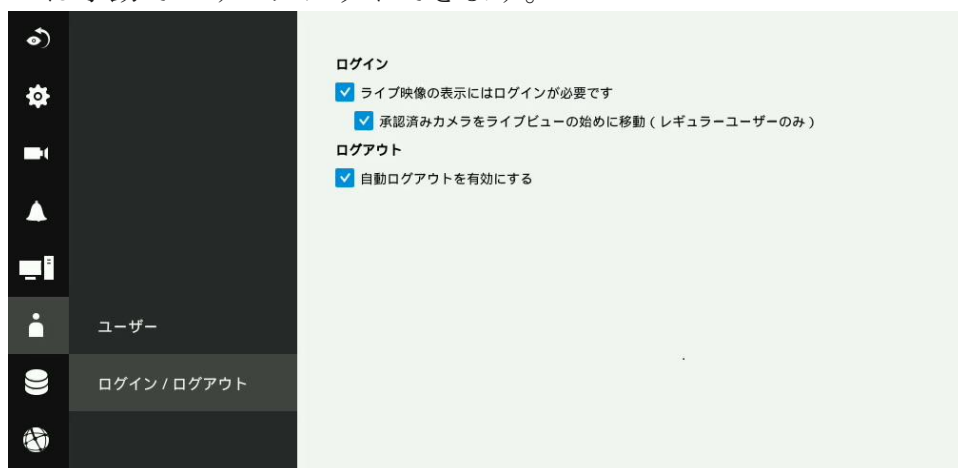 ログイン
ライブ映像の表示にはログインが必要です
承認済みカメラをライブビューの始めに移動 ( レギュラーユーザーのみ )
ログアウト
自動ログアウトを有効にする
ユーザー
ログイン / ログアウト